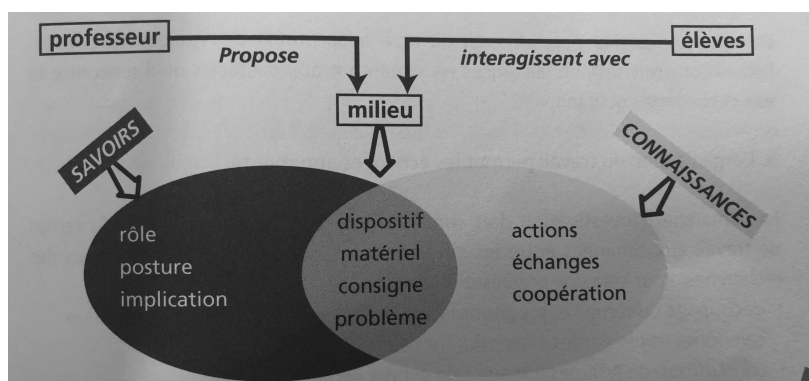 professeur
Propose
interagissent avec
élèves
milieu
SAVOIRS
CONNAISSANCES
rôle
posture
implication
dispositif
matériel
consigne
problème
actions
échanges
coopération